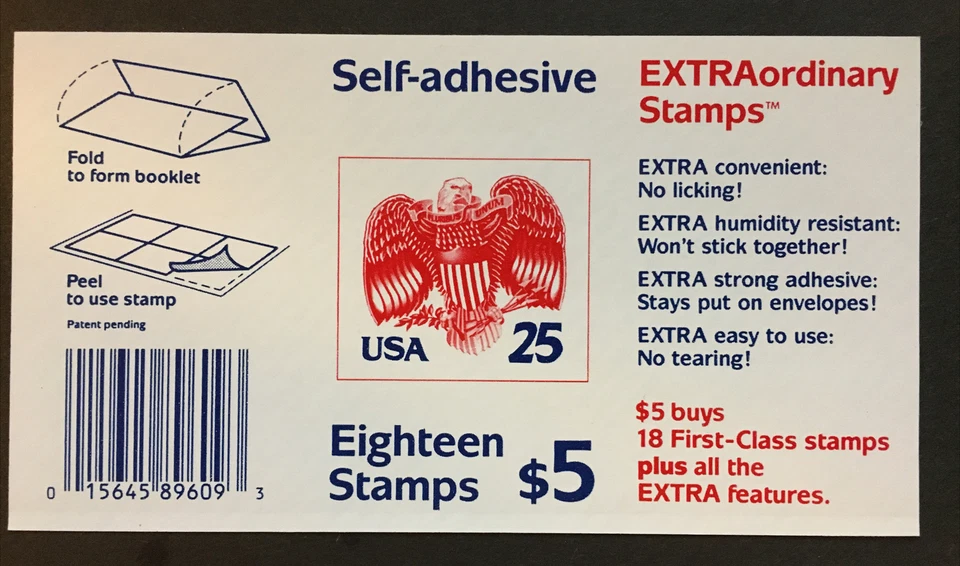 Fold
to form booklet
Peel
to use stamp
Patent pending
0 15645 89609 3
Self-adhesive
UNUM
USA 25
Eighteen
Stamps $5
EXTRAordinary
Stamps™
EXTRA convenient:
No licking!
EXTRA humidity resistant:
Won't stick together!
EXTRA strong adhesive:
Stays put on envelopes!
EXTRA easy to use:
No tearing!
$5 buys
18 First-Class stamps
plus all the
EXTRA features.